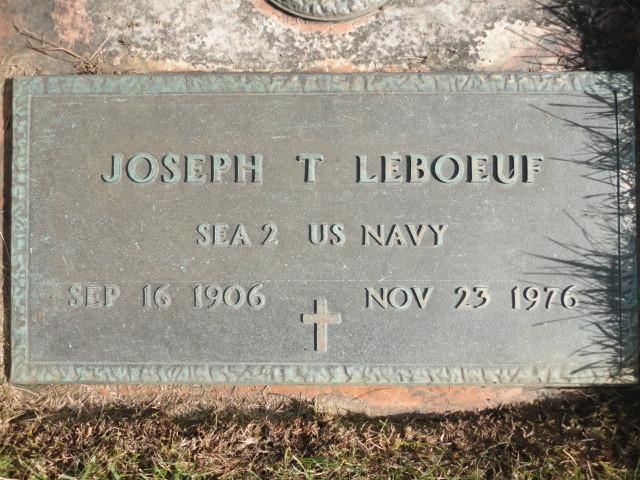 JOSEPH T LEBOEUF
SEA 2 US NAVY
SEP 16 1906 NOV 23 1976